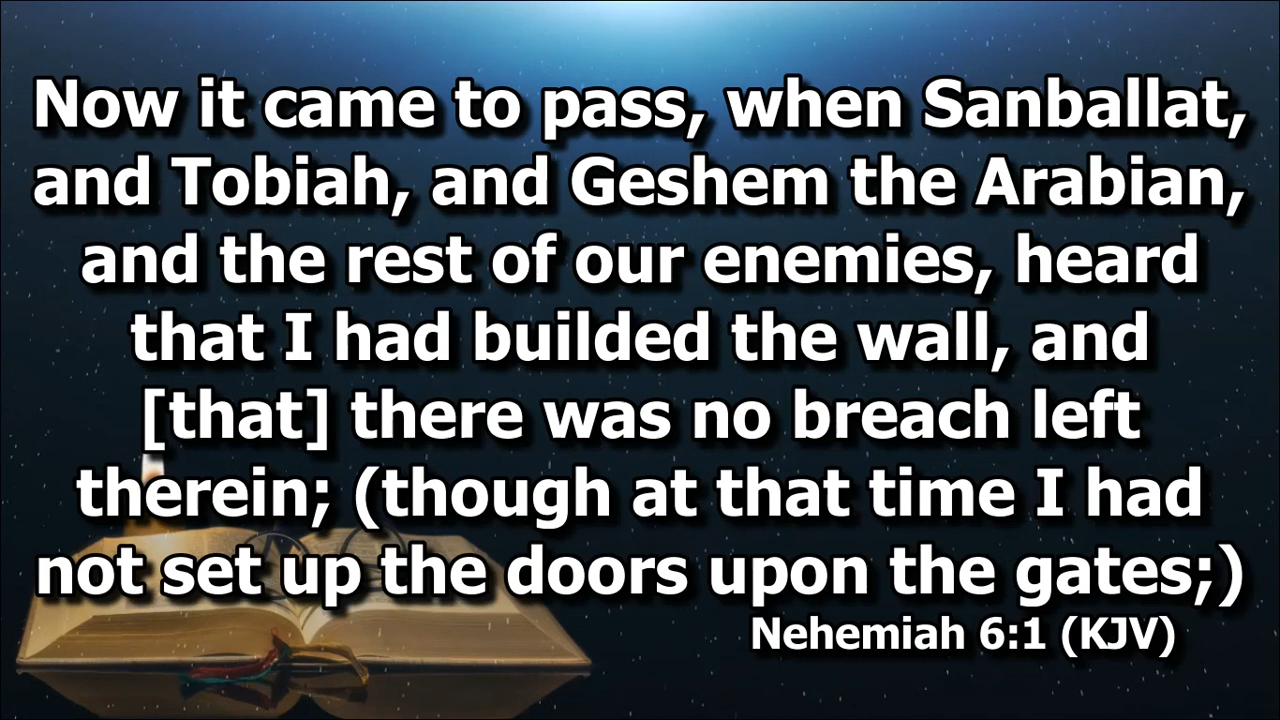 Now it came to pass, when Sanballat,
and Tobiah, and Geshem the Arabian,
and the rest of our enemies, heard
that I had builded the wall, and
[that] there was no breach left
therein; (though at that time I had
not set up the doors upon the gates;)
Nehemiah 6:1 (KJV)